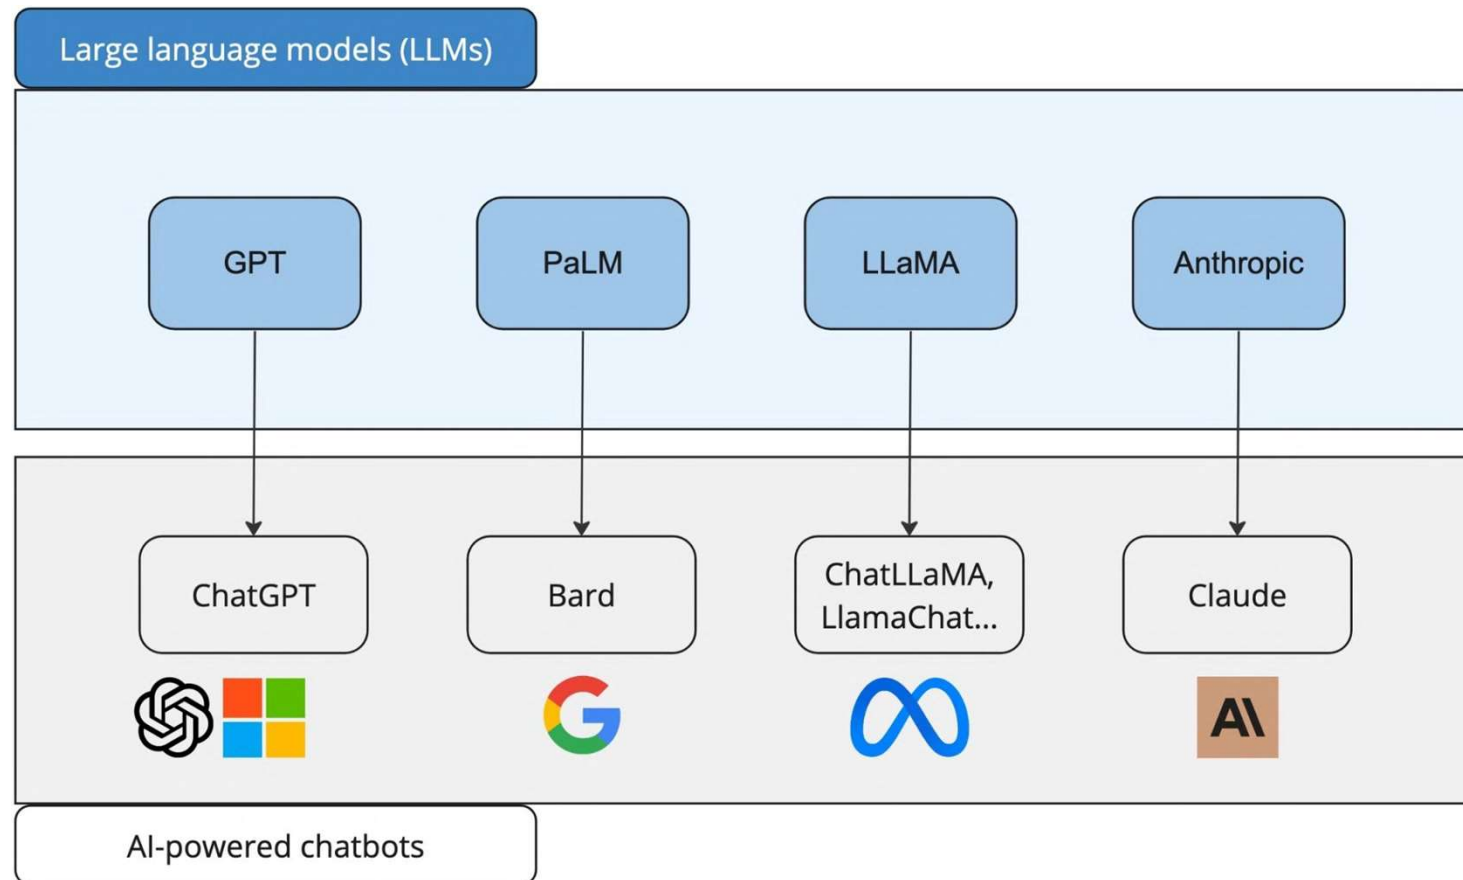 Large language models (LLMs)
GPT
PaLM
LLaMA
Anthropic
ChatGPT
Bard
ChatLLaMA,
LlamaChat...
Claude
AI-powered chatbots